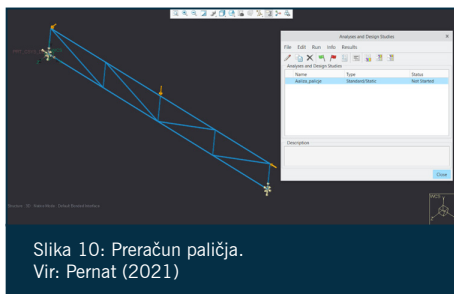 Analyses and Design Studies
File Edit Run Info Results
Analyses and Design Studies
Name Type Status
Standard/Static Not Started
Description
Close
WCS
Slika 10: Preračun paličja.
Vir: Pernat (2021)